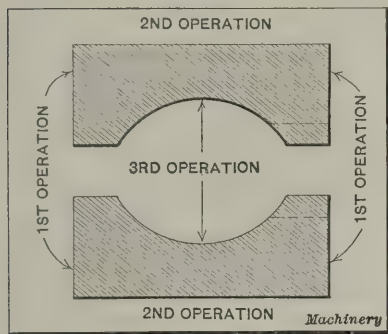 2ND OPERATION
1ST OPERATION
1ST OPERATION
3RD OPERATION
2ND OPERATION
Machinery